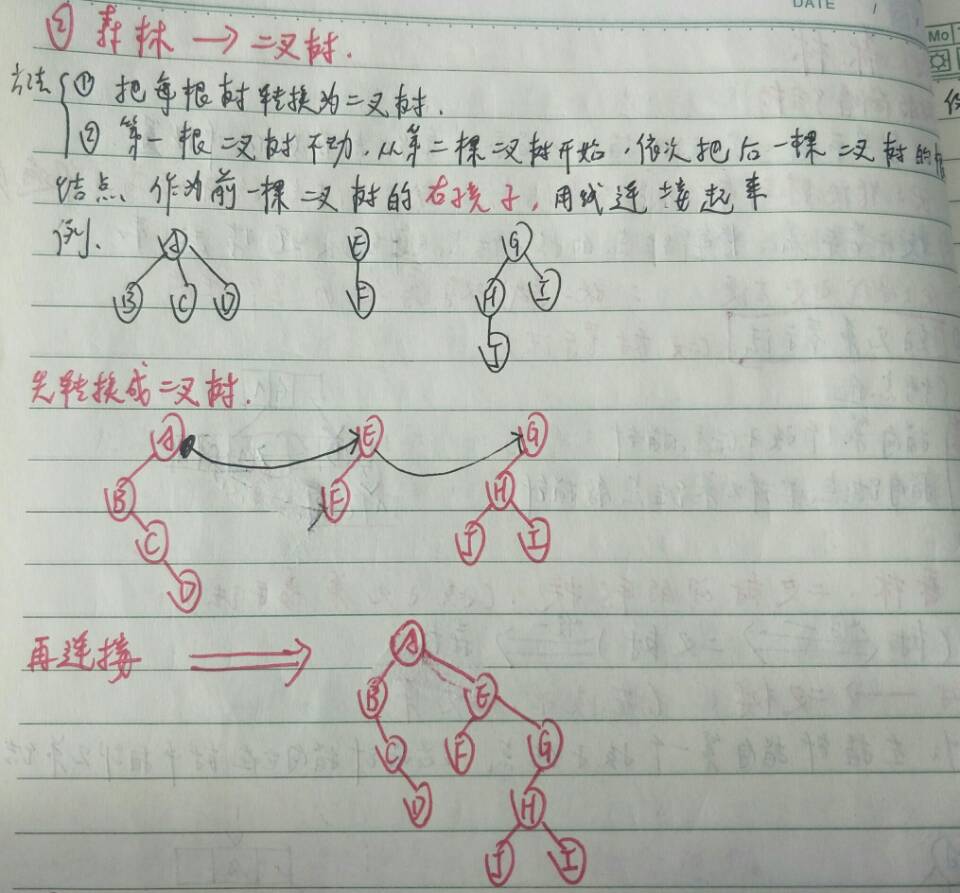 DATE /
Mo
② 森林 → 二叉树.
方法 ① 把每根树转换为二叉树.
② 第一根二叉树不动, 从第二棵二叉树开始, 依次把后一棵二叉树的根
结点 作为前一棵二叉树的右孩子, 用线连接起来
例.
A E G
B C D F H I
J
先转换成二叉树.
A E G
B F H
C J I
D
再连接 ⟹ A
B E
C F G
D H
J I